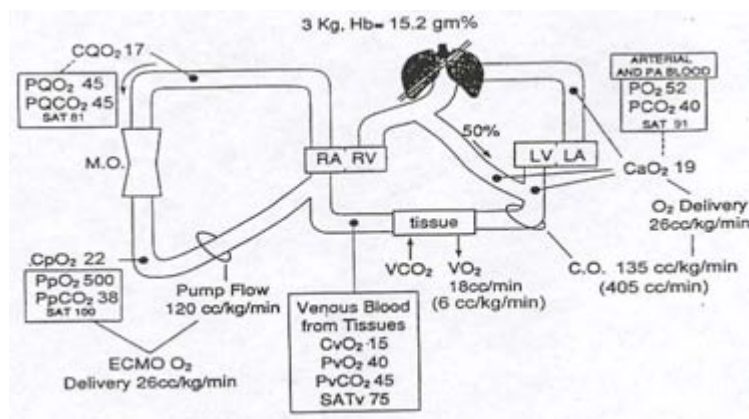 3 Kg, Hb= 15.2 gm%
CQO₂ 17
PQO₂ 45
PQCO₂ 45
SAT 81
M.O.
CpO₂ 22
PpO₂ 500
PpCO₂ 38
SAT 100
ECMO O₂
Delivery 26cc/kg/min
Pump Flow
120 cc/kg/min
RA RV
50%
LV LA
ARTERIAL
AND PA BLOOD
PO₂ 52
PCO₂ 40
SAT 91
CaO₂ 19
O₂ Delivery
26cc/kg/min
C.O. 135 cc/kg/min
(405 cc/min)
tissue
VCO₂
VO₂
18cc/min
(6 cc/kg/min)
Venous Blood
from Tissues
CvO₂ 15
PvO₂ 40
PvCO₂ 45
SATv 75